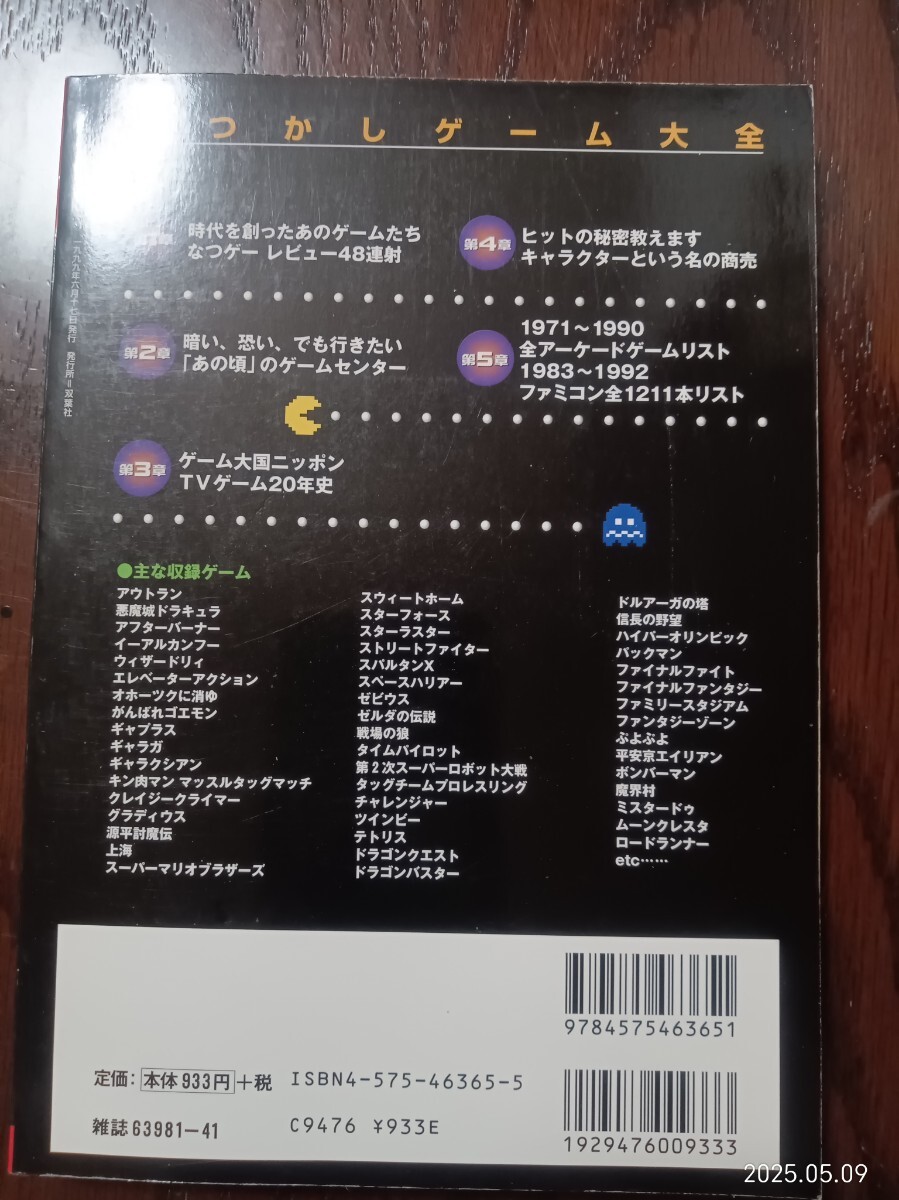 つかしゲーム大全
時代を創ったあのゲームたち
なつゲー レビュー48連射
第4章
ヒットの秘密教えます
キャラクターという名の商売
第2章
暗い、恐い、でも行きたい
「あの頃」のゲームセンター
第5章
1971〜1990
全アーケードゲームリスト
1983〜1992
ファミコン全1211本リスト
第3章
ゲーム大国ニッポン
TVゲーム20年史
一九九九年六月十七日発行 発行所=双葉社
●主な収録ゲーム
アウトラン
悪魔城ドラキュラ
アフターバーナー
イーアルカンフー
ウィザードリィ
エレベーターアクション
オホーツクに消ゆ
がんばれゴエモン
ギャプラス
ギャラガ
ギャラクシアン
キン肉マン マッスルタッグマッチ
クレイジークライマー
グラディウス
源平討魔伝
上海
スーパーマリオブラザーズ
スウィートホーム
スターフォース
スターラスター
ストリートファイター
スパルタンX
スペースハリアー
ゼビウス
ゼルダの伝説
戦場の狼
タイムパイロット
第2次スーパーロボット大戦
タッグチームプロレスリング
チャレンジャー
ツインビー
テトリス
ドラゴンクエスト
ドラゴンバスター
ドルアーガの塔
信長の野望
ハイパーオリンピック
パックマン
ファイナルファイト
ファイナルファンタジー
ファミリースタジアム
ファンタジーゾーン
ぷよぷよ
平安京エイリアン
ボンバーマン
魔界村
ミスタードゥ
ムーンクレスタ
ロードランナー
etc……
9784575463651
定価：本体933円+税
ISBN4-575-46365-5
雑誌 63981-41
C9476 ¥933E
1929476009333
2025.05.09